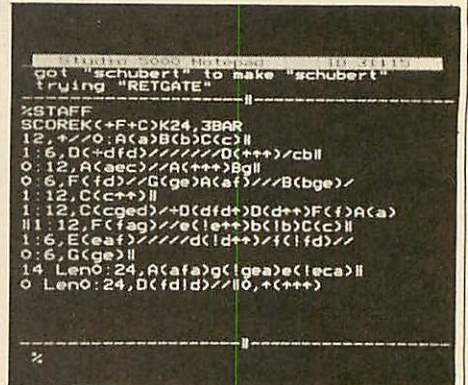 Studio 5000 Notepad
got "schubert" to make "schubert"
trying "RETGATE"
%STAFF
SCOREK(+F+C)K24,3BAR
12,↑//O:A(a)B(b)C(c)‖
1:6,D(+dfd)///////D(↑↑↑)/cb‖
0:12,A(aec)//A(↑↑↑)Bg‖
0:6,F(fd)//G(ge)A(af)///B(bge)/
1:12,C(c↑↑)‖
1:12,C(cged)/+D(dfd↑)D(d↑↑)F(f)A(a)
‖1:12,F(fag)//e(!e↑↑)b(!b)C(c)‖
1:6,E(eaf)/////d(!d↑↑)/f(!fd)//
0:6,G(ge)‖
14 Len0:24,A(afa)g(!gea)e(!eca)‖
0 Len0:24,D(fd!d)//‖0,↑(↑↑↑)
%